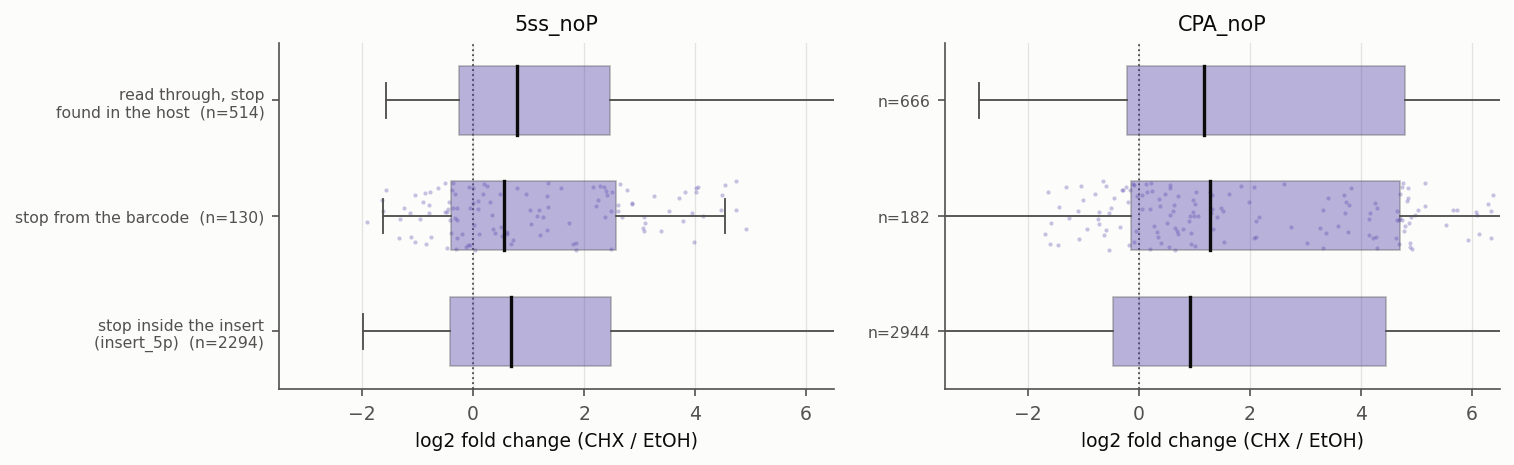 5ss_noP
read through, stop
found in the host (n=514)
stop from the barcode (n=130)
stop inside the insert
(insert_5p) (n=2294)
−2 0 2 4 6
log2 fold change (CHX / EtOH)
CPA_noP
n=666
n=182
n=2944
−2 0 2 4 6
log2 fold change (CHX / EtOH)